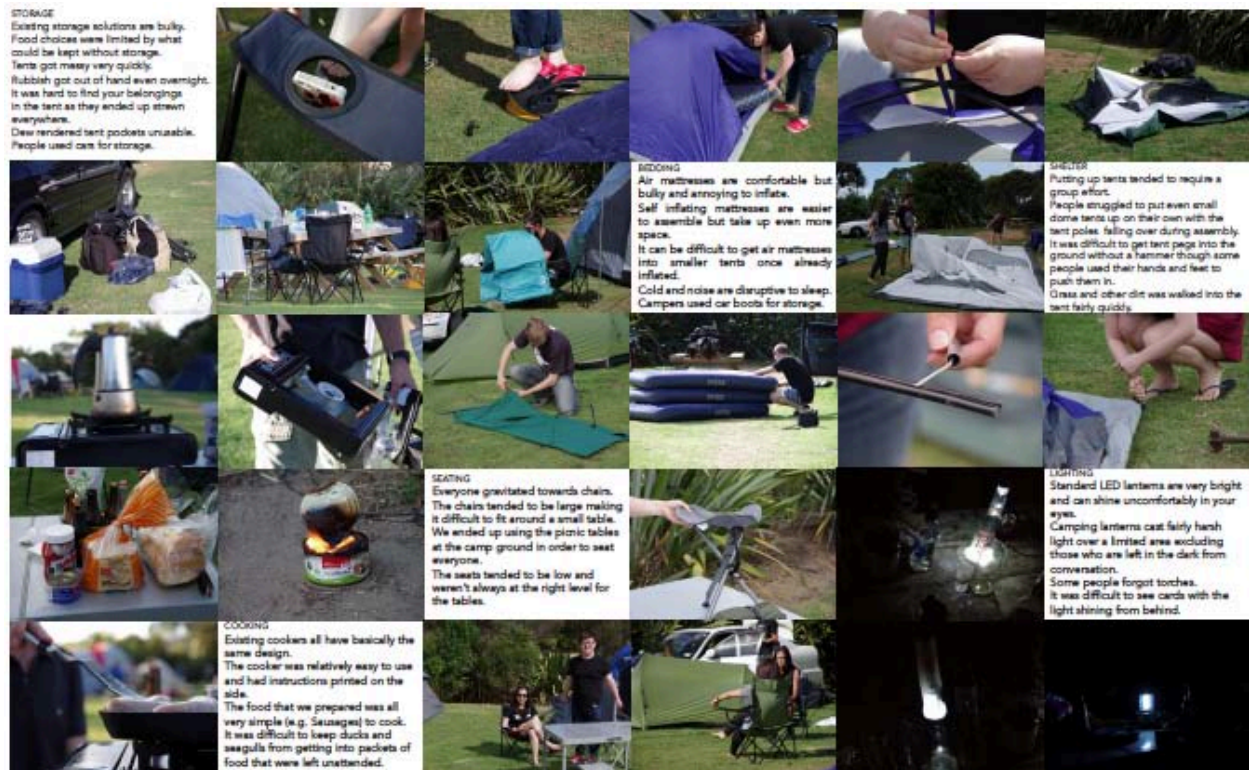 STORAGE
Existing storage solutions are bulky.
Food choices were limited by what
could be kept without storage.
Tents got messy very quickly.
Rubbish got out of hand even overnight.
It was hard to find your belongings
in the tent as they ended up strewn
everywhere.
Dew rendered tent pockets unusable.
People used cars for storage.
BEDDING
Air mattresses are comfortable but
bulky and annoying to inflate.
Self inflating mattresses are easier
to assemble but take up even more
space.
It can be difficult to get air mattresses
into smaller tents once already
inflated.
Cold and noise are disruptive to sleep.
Campers used car boots for storage.
SHELTER
Putting up tents tended to require a
group effort.
People struggled to put even small
dome tents up on their own with the
tent poles falling over during assembly.
It was difficult to get tent pegs into the
ground without a hammer though some
people used their hands and feet to
push them in.
Grass and other dirt was walked into the
tent fairly quickly.
SEATING
Everyone gravitated towards chairs.
The chairs tended to be large making
it difficult to fit around a small table.
We ended up using the picnic tables
at the camp ground in order to seat
everyone.
The seats tended to be low and
weren't always at the right level for
the tables.
LIGHTING
Standard LED lanterns are very bright
and can shine uncomfortably in your
eyes.
Camping lanterns cast fairly harsh
light over a limited area excluding
those who are left in the dark from
conversation.
Some people forgot torches.
It was difficult to see cards with the
light shining from behind.
COOKING
Existing cookers all have basically the
same design.
The cooker was relatively easy to use
and had instructions printed on the
side.
The food that we prepared was all
very simple (e.g. Sausages) to cook.
It was difficult to keep ducks and
seagulls from getting into packets of
food that were left unattended.